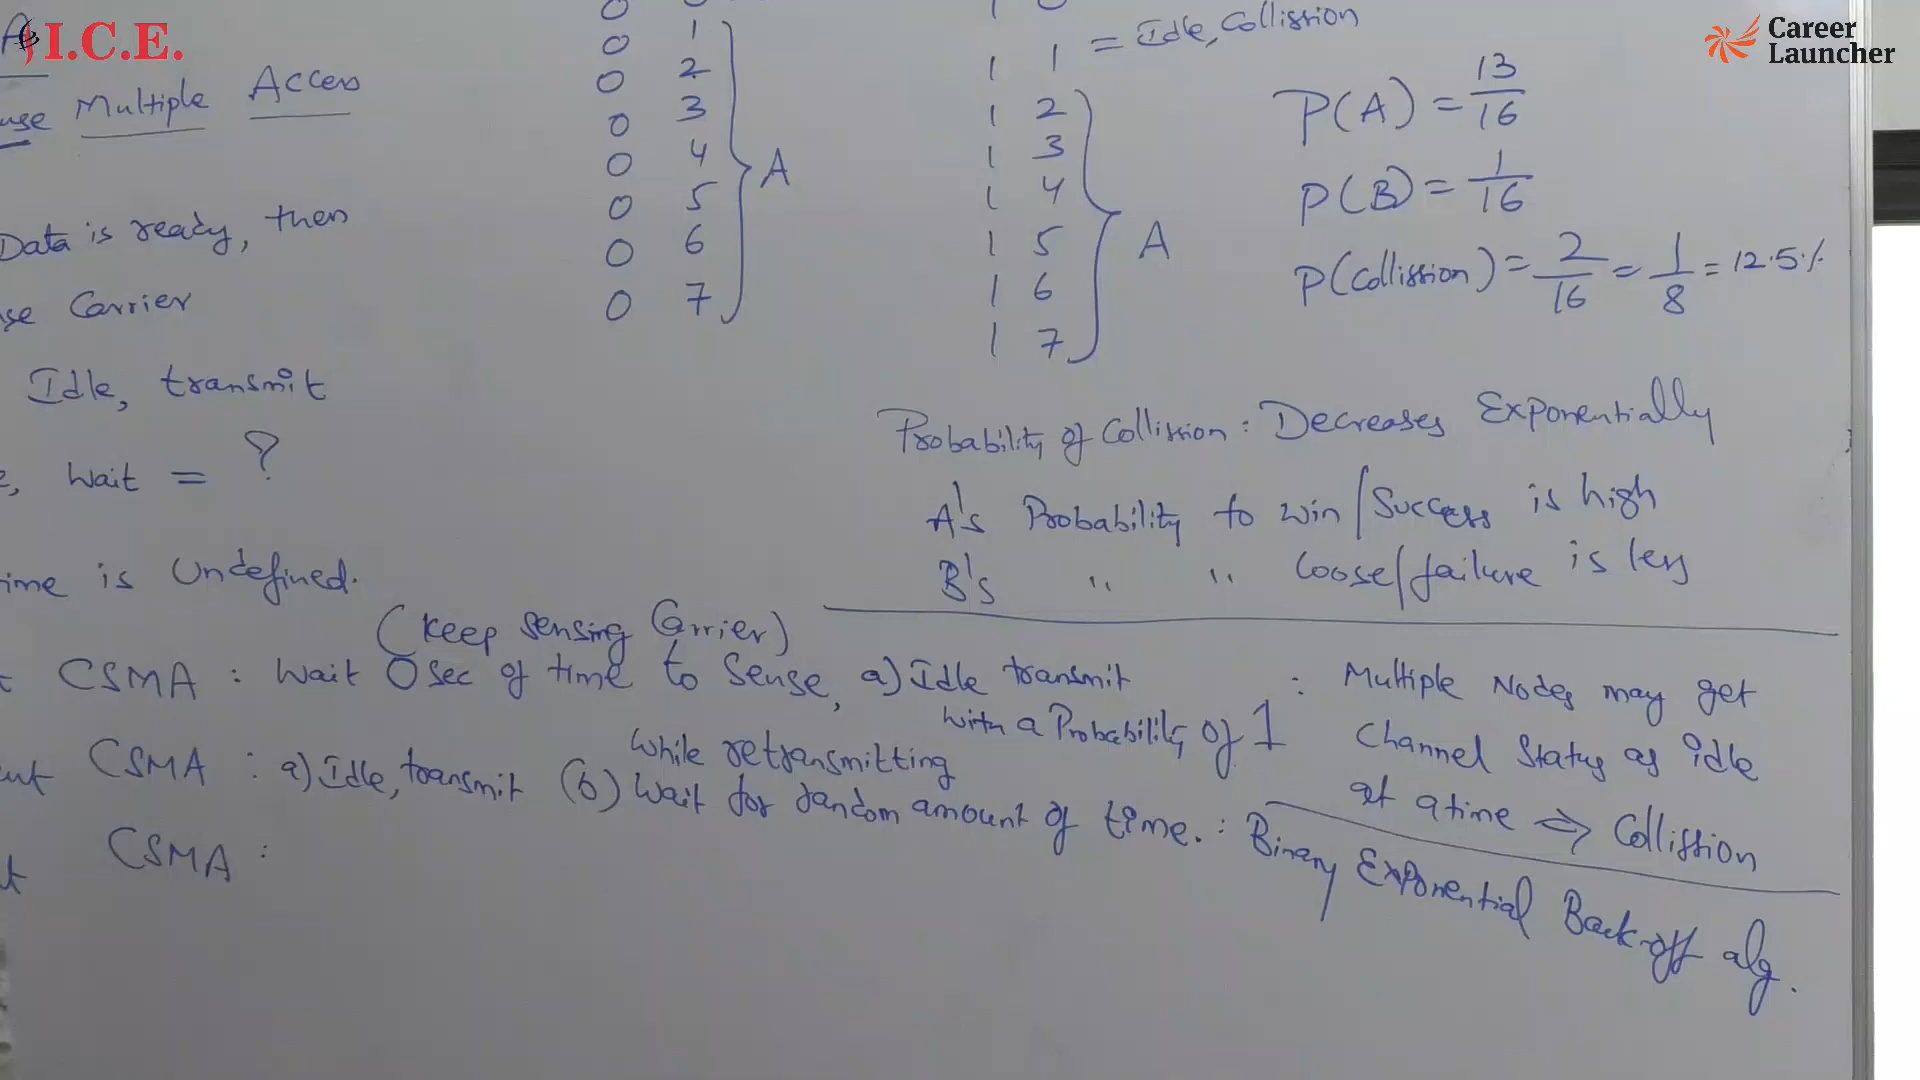 I.C.E.
Career
Launcher
Multiple Access
Data is ready, then
Carrier
Idle, transmit
Wait = ?
is Undefined.
0 1
0 2
0 3
0 4
0 5
0 6
0 7
A
1 1 = Idle, Collission
1 2
1 3
1 4
1 5
1 6
1 7
A
P(A) = 13/16
P(B) = 1/16
P(Collission) = 2/16 = 1/8 = 12.5%
Probability of Collission : Decreases Exponentially
A's Probability to win/Success is high
B's " " loose/failure is less
(Keep Sensing Carrier)
CSMA : Wait 0 sec of time to Sense, a) Idle transmit
with a Probability of 1
: Multiple Nodes may get
Channel Status as idle
at a time ⇒ Collission
CSMA : a) Idle, transmit (b) Wait for random amount of time. : Binary Exponential Back-off alg.
while retransmitting
CSMA :